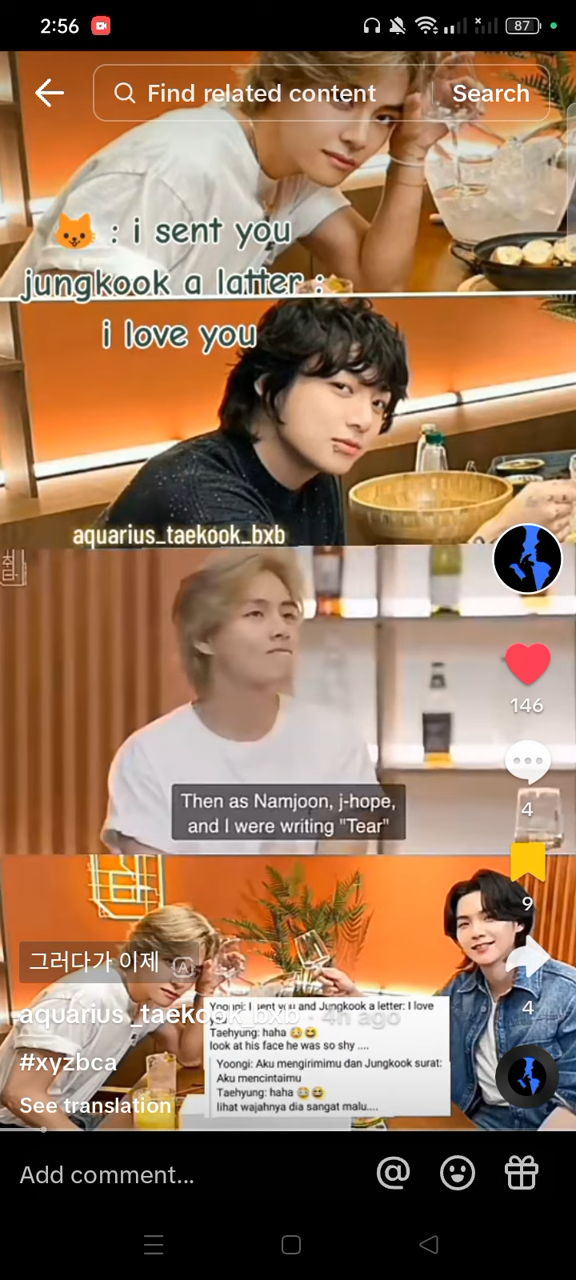 2:56
87
Find related content
Search
: i sent you
jungkook a latter :
i love you
aquarius_taekook_bxb
Then as Namjoon, j-hope,
and I were writing "Tear"
146
4
9
4
그러다가 이제
aquarius_taekook_bxb · 4h ago
Yoongi: I sent you and Jungkook a letter: I love
Taehyung: haha
look at his face he was so shy ....
Yoongi: Aku mengirimimu dan Jungkook surat:
Aku mencintaimu
Taehyung: haha
lihat wajahnya dia sangat malu....
#xyzbca
See translation
Add comment...